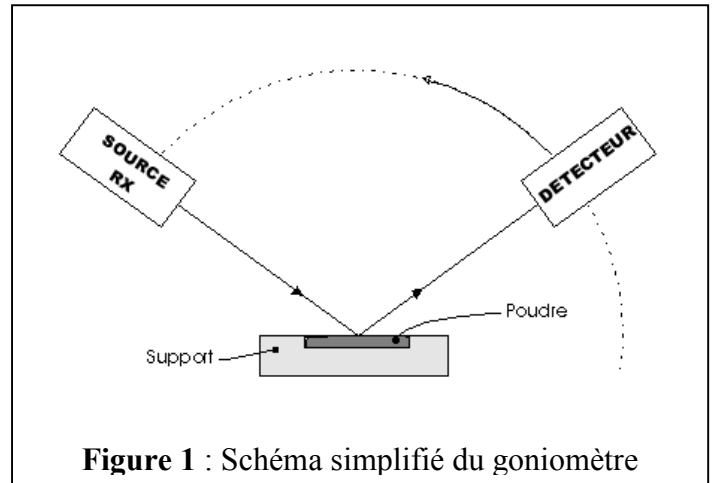 SOURCE
RX
DETECTEUR
Poudre
Support
Figure 1 : Schéma simplifié du goniomètre